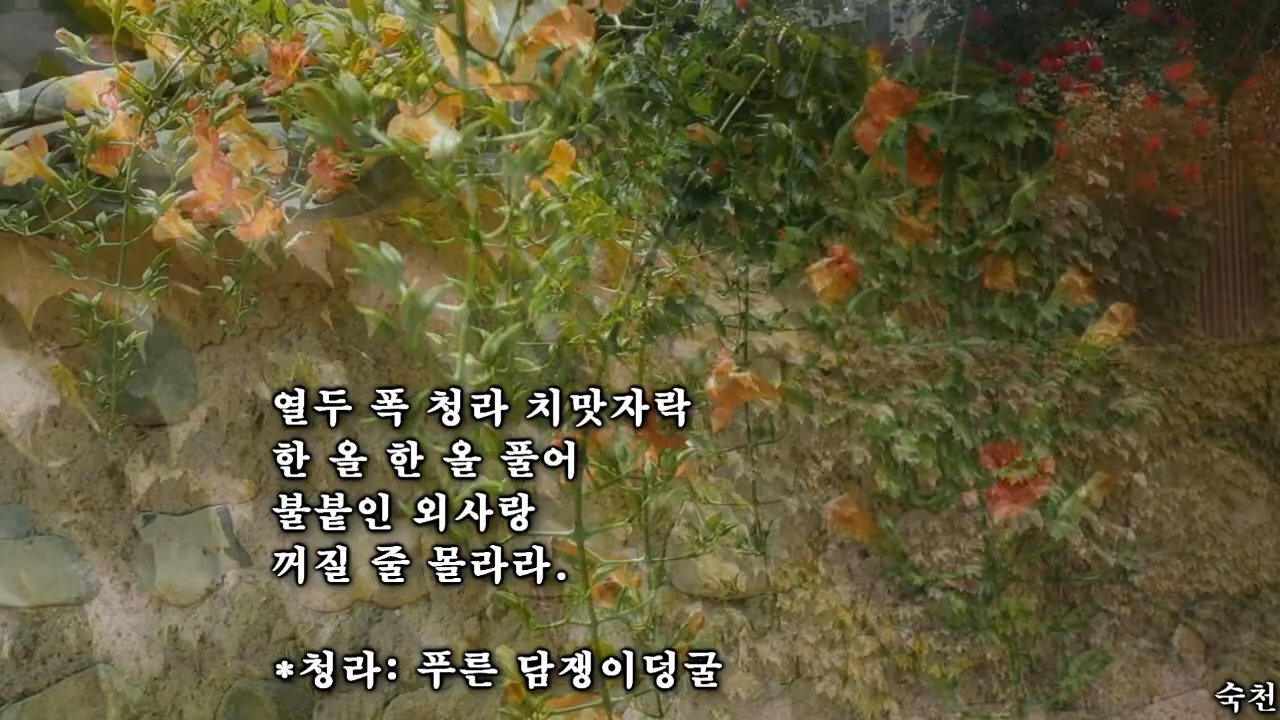 열두 폭 청라 치맛자락
한 올 한 올 풀어
불붙인 외사랑
꺼질 줄 몰라라.
*청라: 푸른 담쟁이덩굴
숙천